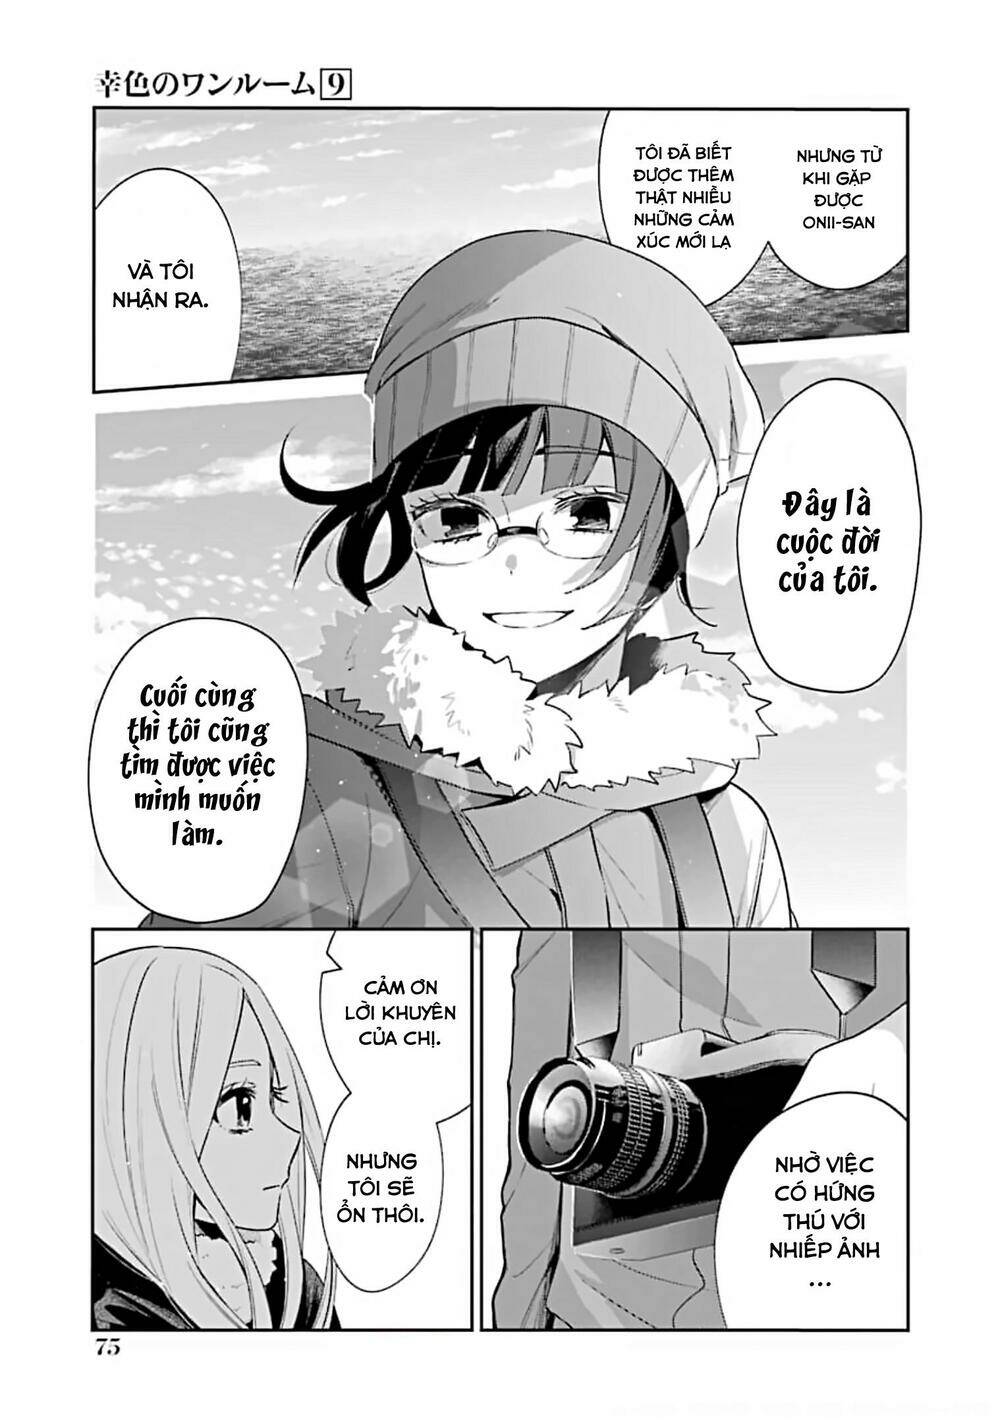 幸色のワンルーム 9
NHƯNG TỪ
KHI GẶP
ĐƯỢC
ONII-SAN
TÔI ĐÃ BIẾT
ĐƯỢC THÊM
THẬT NHIỀU
NHỮNG CẢM
XÚC MỚI LẠ
VÀ TÔI
NHẬN RA.
Đây là
cuộc đời
của tôi.
Cuối cùng
thì tôi cũng
tìm được việc
mình muốn
làm.
NHỜ VIỆC
CÓ HỨNG
THÚ VỚI
NHIẾP ẢNH
...
CẢM ƠN
LỜI KHUYÊN
CỦA CHỊ.
NHƯNG
TÔI SẼ
ỔN THÔI.
75